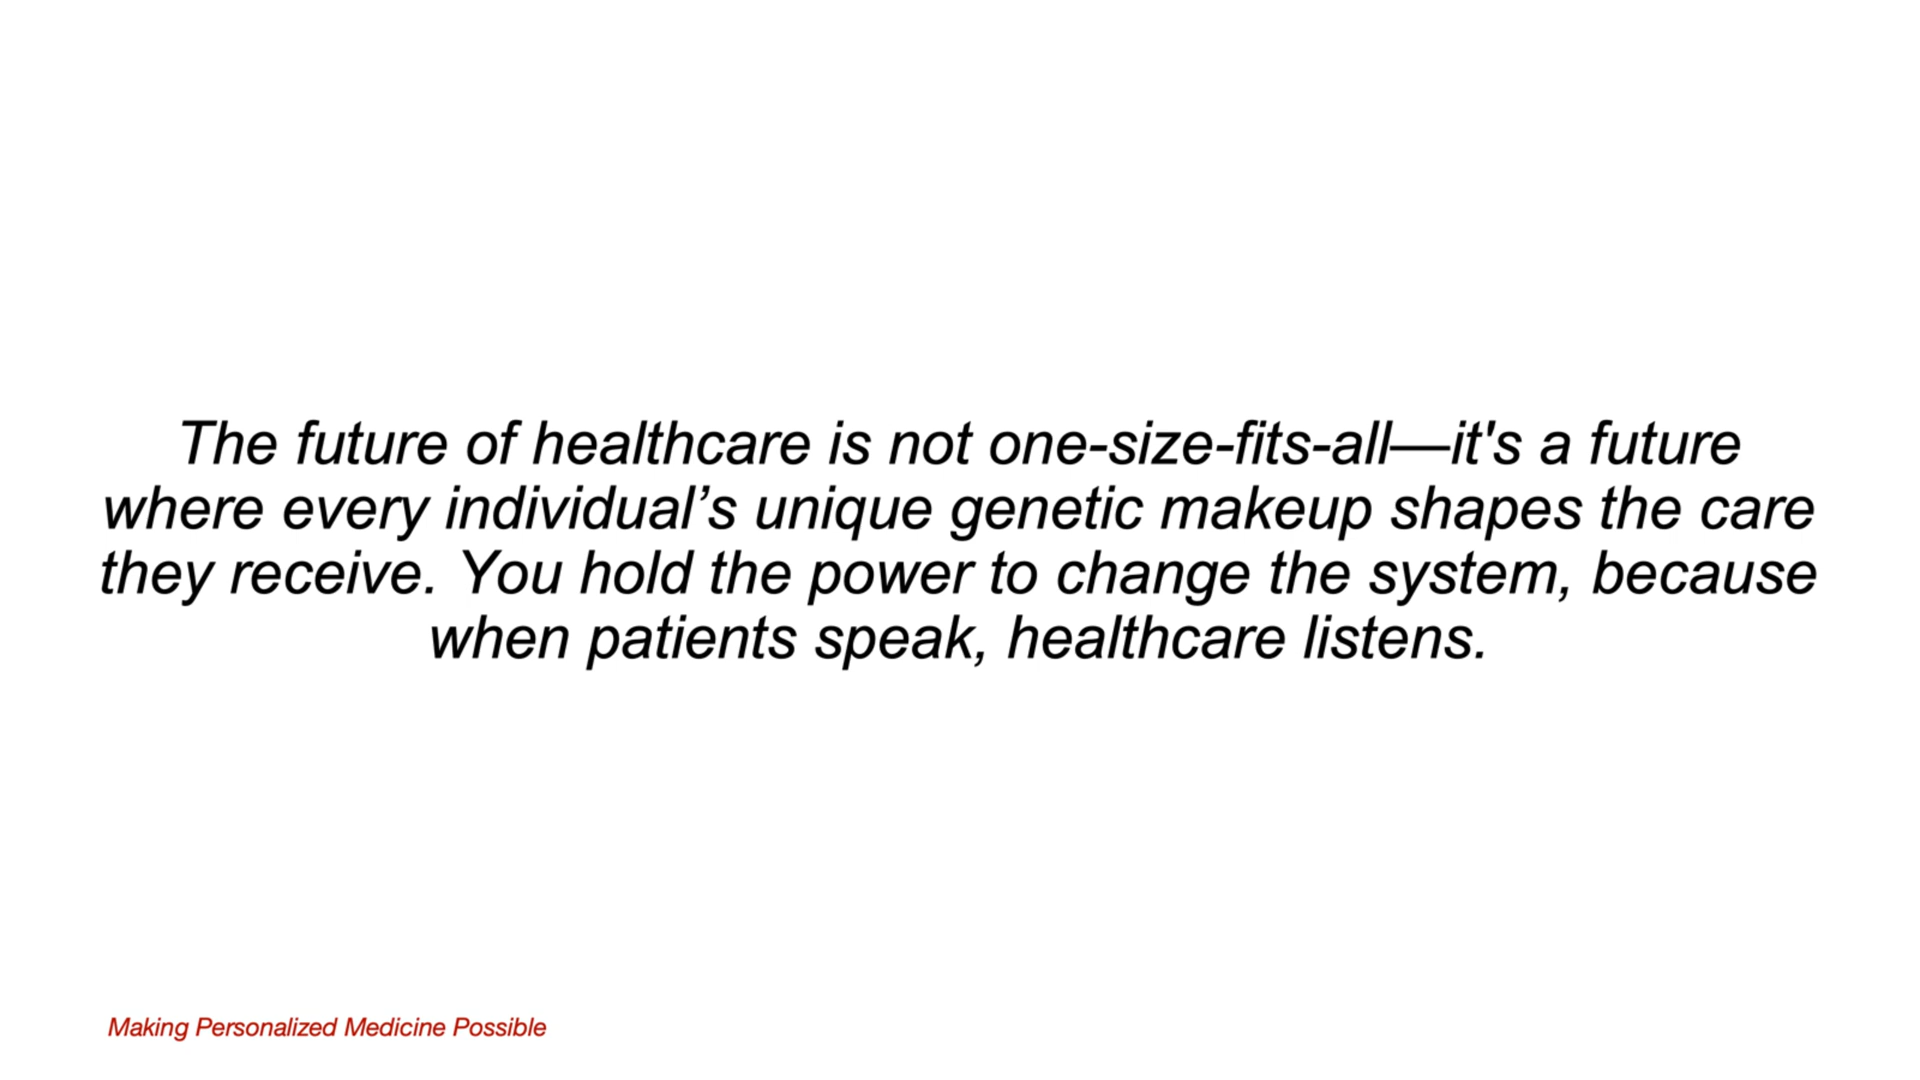 The future of healthcare is not one-size-fits-all—it's a future
where every individual’s unique genetic makeup shapes the care
they receive. You hold the power to change the system, because
when patients speak, healthcare listens.
Making Personalized Medicine Possible